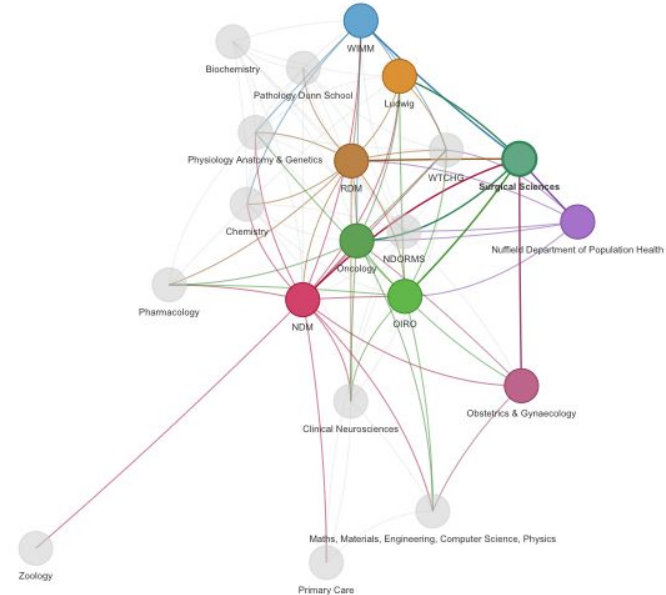 WIMM
Biochemistry
Pathology Dunn School
Ludwig
Physiology Anatomy & Genetics
WTCHG
RDM
Surgical Sciences
Chemistry
Nuffield Department of Population Health
NDORMS
Oncology
Pharmacology
NDM
OIRO
Obstetrics & Gynaecology
Clinical Neurosciences
Maths, Materials, Engineering, Computer Science, Physics
Zoology
Primary Care